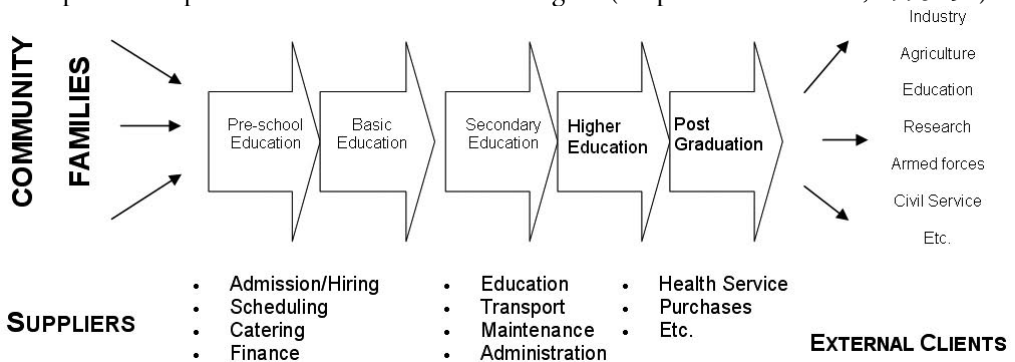 COMMUNITY
FAMILIES
Pre-school
Education
Basic
Education
Secondary
Education
Higher
Education
Post
Graduation
Industry
Agriculture
Education
Research
Armed forces
Civil Service
Etc.
SUPPLIERS
• Admission/Hiring
• Scheduling
• Catering
• Finance
• Education
• Transport
• Maintenance
• Administration
• Health Service
• Purchases
• Etc.
EXTERNAL CLIENTS